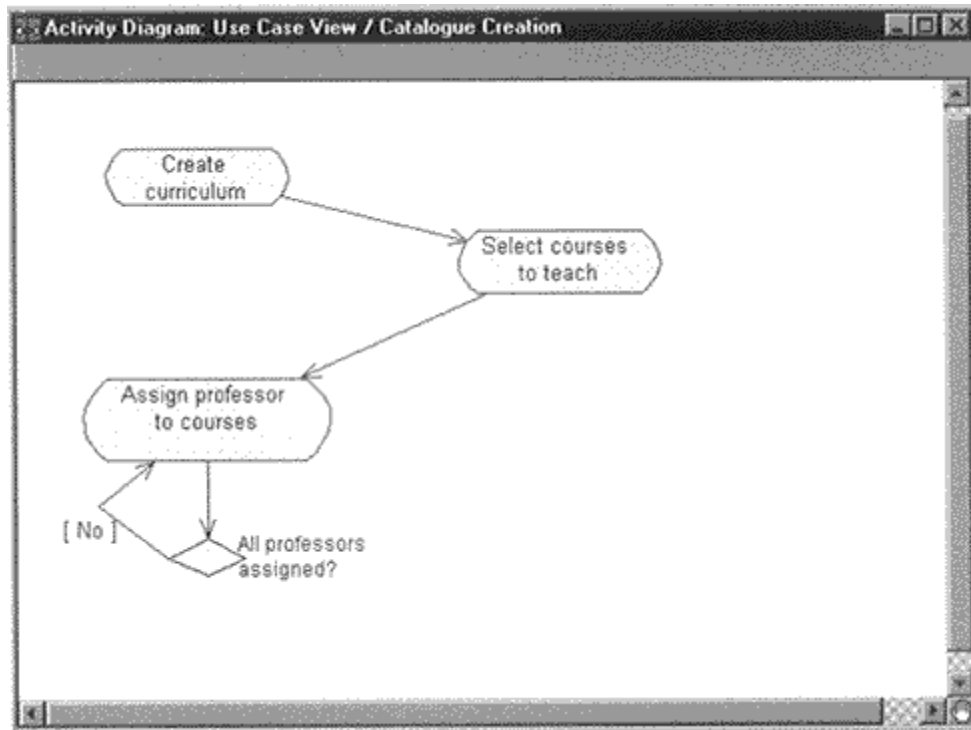 Activity Diagram: Use Case View / Catalogue Creation
Create
curriculum
Select courses
to teach
Assign professor
to courses
[ No ]
All professors
assigned?